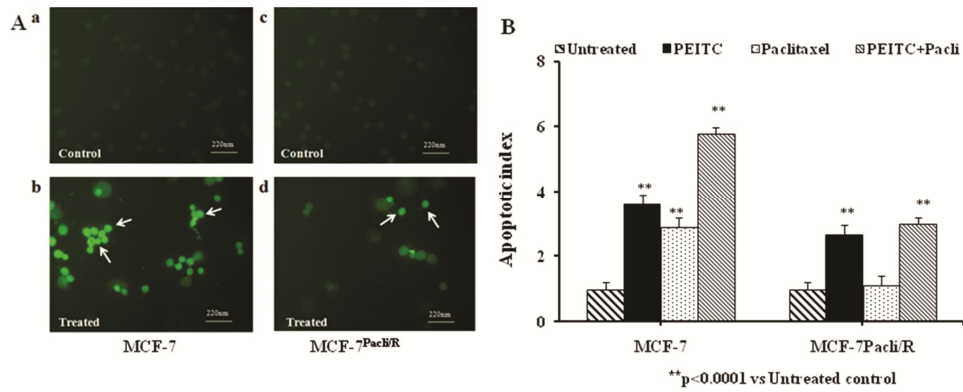 A
a
Control
220nm
c
Control
220nm
b
Treated
220nm
d
Treated
220nm
MCF-7
MCF-7Pacli/R
B
Untreated PEITC Paclitaxel PEITC+Pacli
Apoptotic index
8
6
4
2
0
**
**
**
**
**
MCF-7
MCF-7Pacli/R
**p<0.0001 vs Untreated control